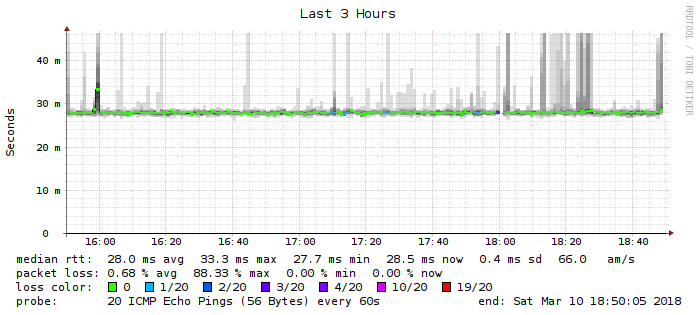 Last 3 Hours
RRDTOOL / TOBI OETIKER
Seconds
40 m
30 m
20 m
10 m
0
16:00 16:20 16:40 17:00 17:20 17:40 18:00 18:20 18:40
median rtt: 28.0 ms avg 33.3 ms max 27.7 ms min 28.5 ms now 0.4 ms sd 66.0 am/s
packet loss: 0.68 % avg 88.33 % max 0.00 % min 0.00 % now
loss color: 0 1/20 2/20 3/20 4/20 10/20 19/20
probe: 20 ICMP Echo Pings (56 Bytes) every 60s end: Sat Mar 10 18:50:05 2018